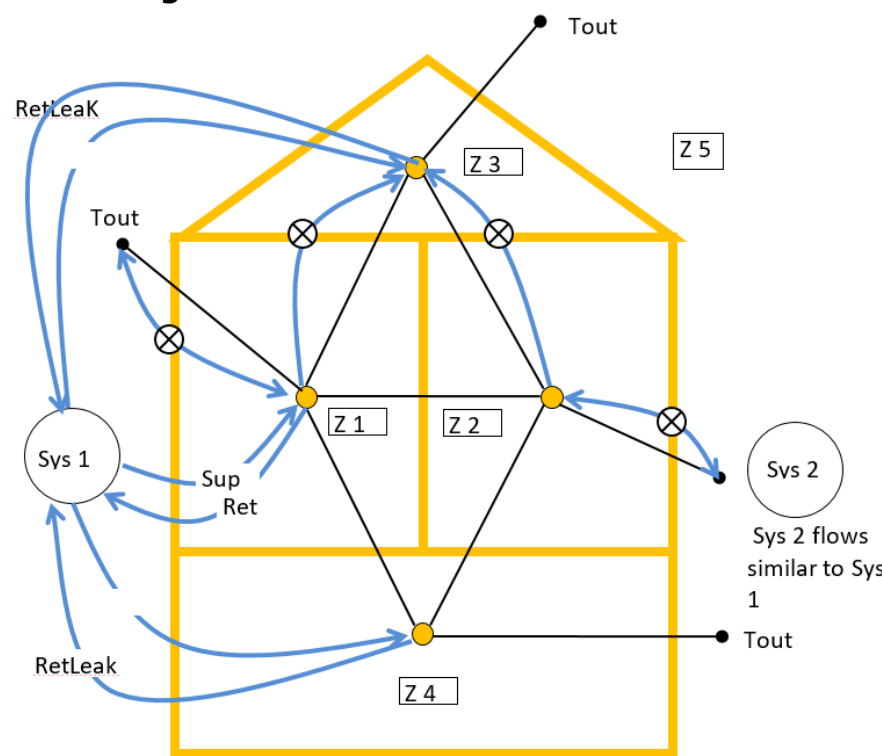 Tout
RetLeaK
Z 5
Z 3
Tout
Z 1
Z 2
Sys 1
Sup
Ret
Sys 2
Sys 2 flows
similar to Sys
1
Tout
RetLeak
Z 4